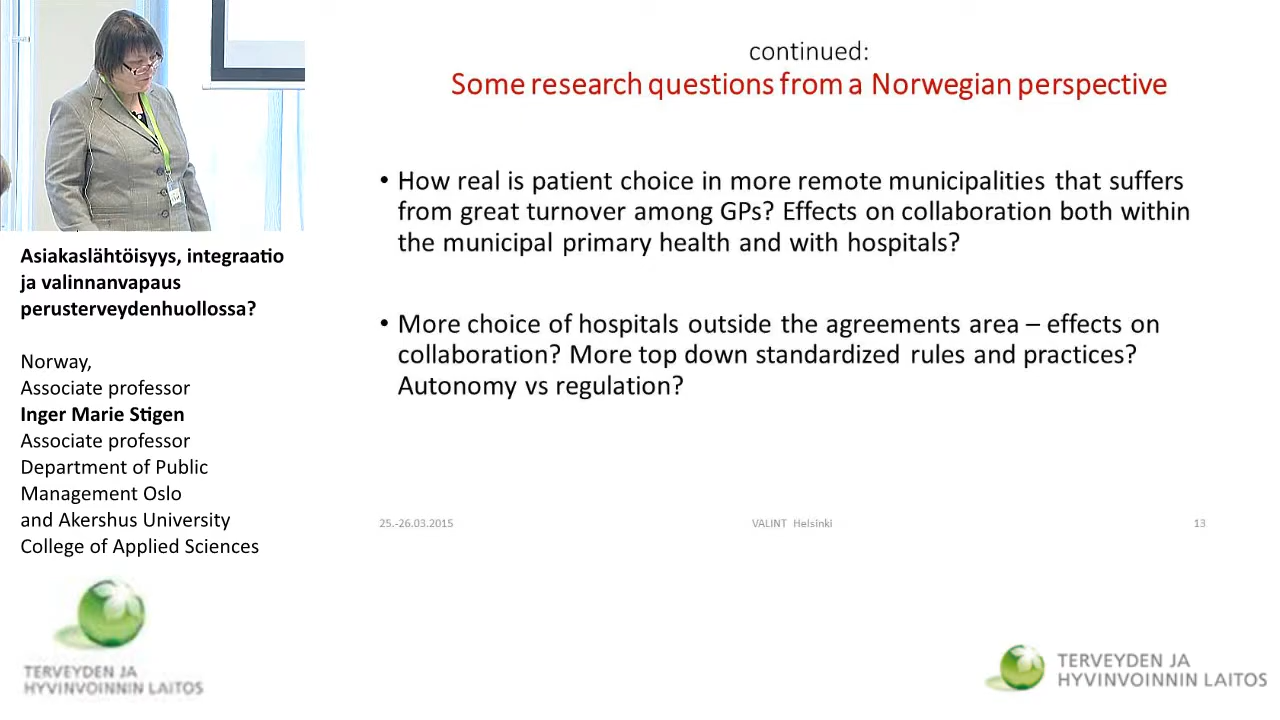 continued:
Some research questions from a Norwegian perspective
• How real is patient choice in more remote municipalities that suffers
from great turnover among GPs? Effects on collaboration both within
the municipal primary health and with hospitals?
• More choice of hospitals outside the agreements area – effects on
collaboration? More top down standardized rules and practices?
Autonomy vs regulation?
25.-26.03.2015
VALINT Helsinki
13
Asiakaslähtöisyys, integraatio
ja valinnanvapaus
perusterveydenhuollossa?
Norway,
Associate professor
Inger Marie Stigen
Associate professor
Department of Public
Management Oslo
and Akershus University
College of Applied Sciences
TERVEYDEN JA
HYVINVOINNIN LAITOS
TERVEYDEN JA
HYVINVOINNIN LAITOS